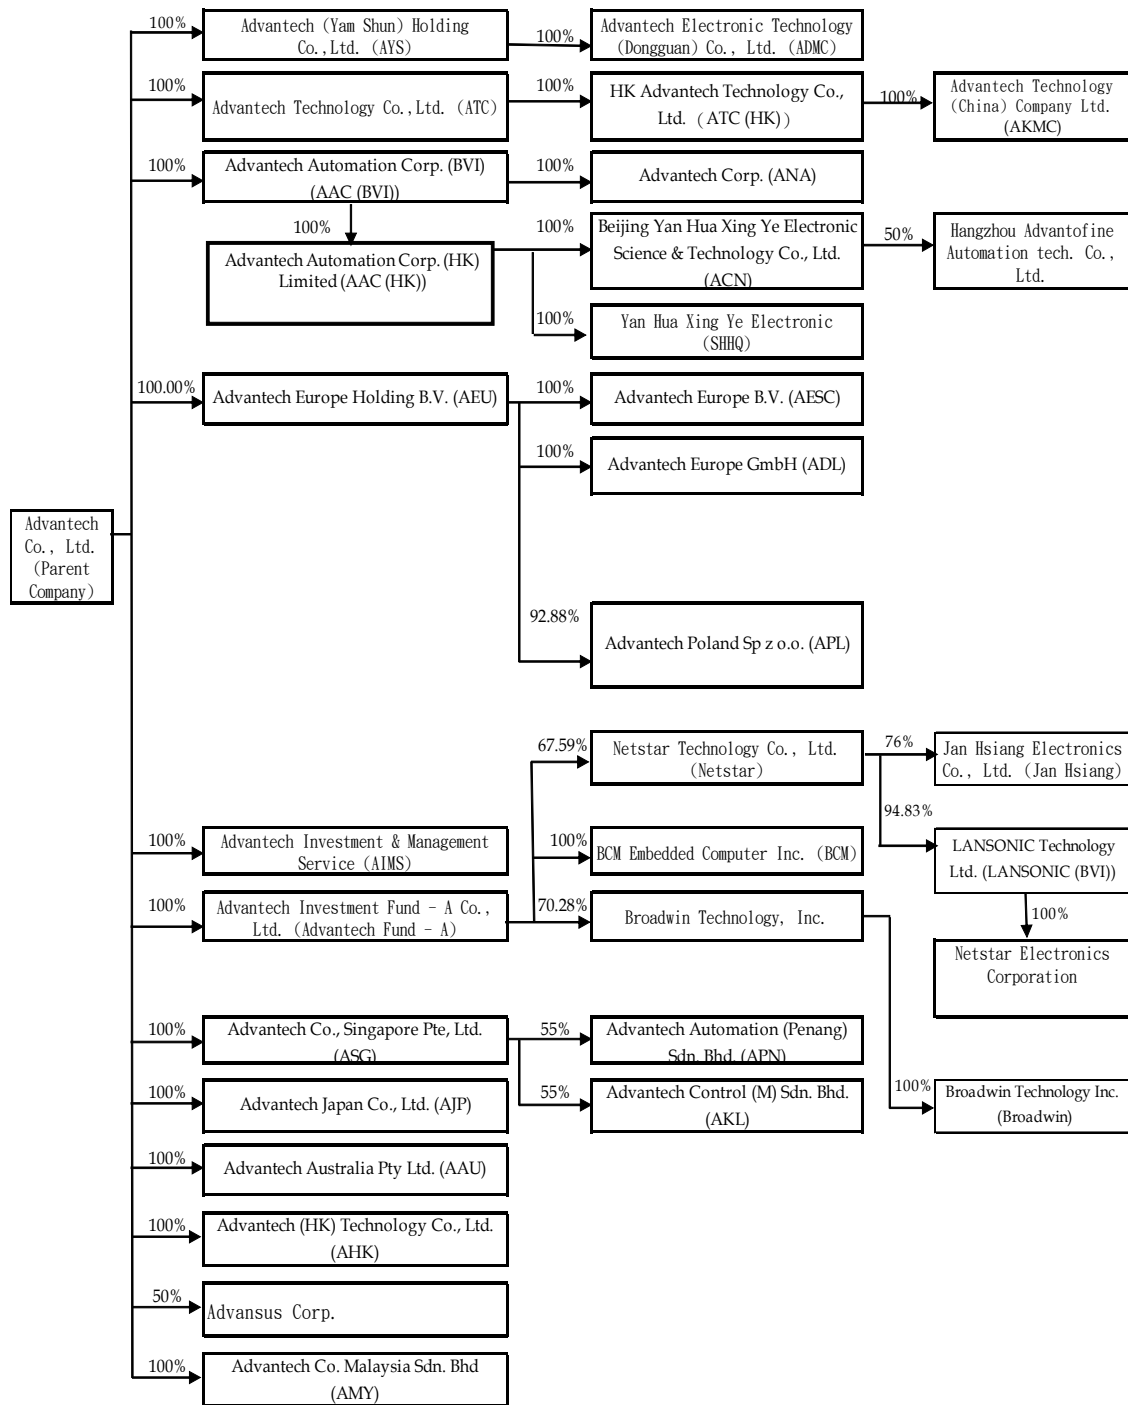 100%
Advantech (Yam Shun) Holding
Co.,Ltd. (AYS)
100%
Advantech Electronic Technology
(Dongguan) Co., Ltd. (ADMC)
100%
Advantech Technology Co.,Ltd. (ATC)
100%
HK Advantech Technology Co.,
Ltd. (ATC (HK))
100%
Advantech Technology
(China) Company Ltd.
(AKMC)
100%
Advantech Automation Corp. (BVI)
(AAC (BVI))
100%
Advantech Corp. (ANA)
100%
Advantech Automation Corp. (HK)
Limited (AAC (HK))
100%
Beijing Yan Hua Xing Ye Electronic
Science & Technology Co., Ltd.
(ACN)
50%
Hangzhou Advantofine
Automation tech. Co.,
Ltd.
100%
Yan Hua Xing Ye Electronic
(SHHQ)
100.00%
Advantech Europe Holding B.V. (AEU)
100%
Advantech Europe B.V. (AESC)
100%
Advantech Europe GmbH (ADL)
Advantech
Co., Ltd.
(Parent
Company)
92.88%
Advantech Poland Sp z o.o. (APL)
67.59%
Netstar Technology Co., Ltd.
(Netstar)
76%
Jan Hsiang Electronics
Co., Ltd. (Jan Hsiang)
94.83%
100%
Advantech Investment & Management
Service (AIMS)
100%
BCM Embedded Computer Inc. (BCM)
LANSONIC Technology
Ltd. (LANSONIC (BVI))
100%
Advantech Investment Fund - A Co.,
Ltd. (Advantech Fund - A)
70.28%
Broadwin Technology, Inc.
100%
Netstar Electronics
Corporation
100%
Advantech Co., Singapore Pte, Ltd.
(ASG)
55%
Advantech Automation (Penang)
Sdn. Bhd. (APN)
100%
Advantech Japan Co., Ltd. (AJP)
55%
Advantech Control (M) Sdn. Bhd.
(AKL)
100%
Broadwin Technology Inc.
(Broadwin)
100%
Advantech Australia Pty Ltd. (AAU)
100%
Advantech (HK) Technology Co., Ltd.
(AHK)
50%
Advansus Corp.
100%
Advantech Co. Malaysia Sdn. Bhd
(AMY)